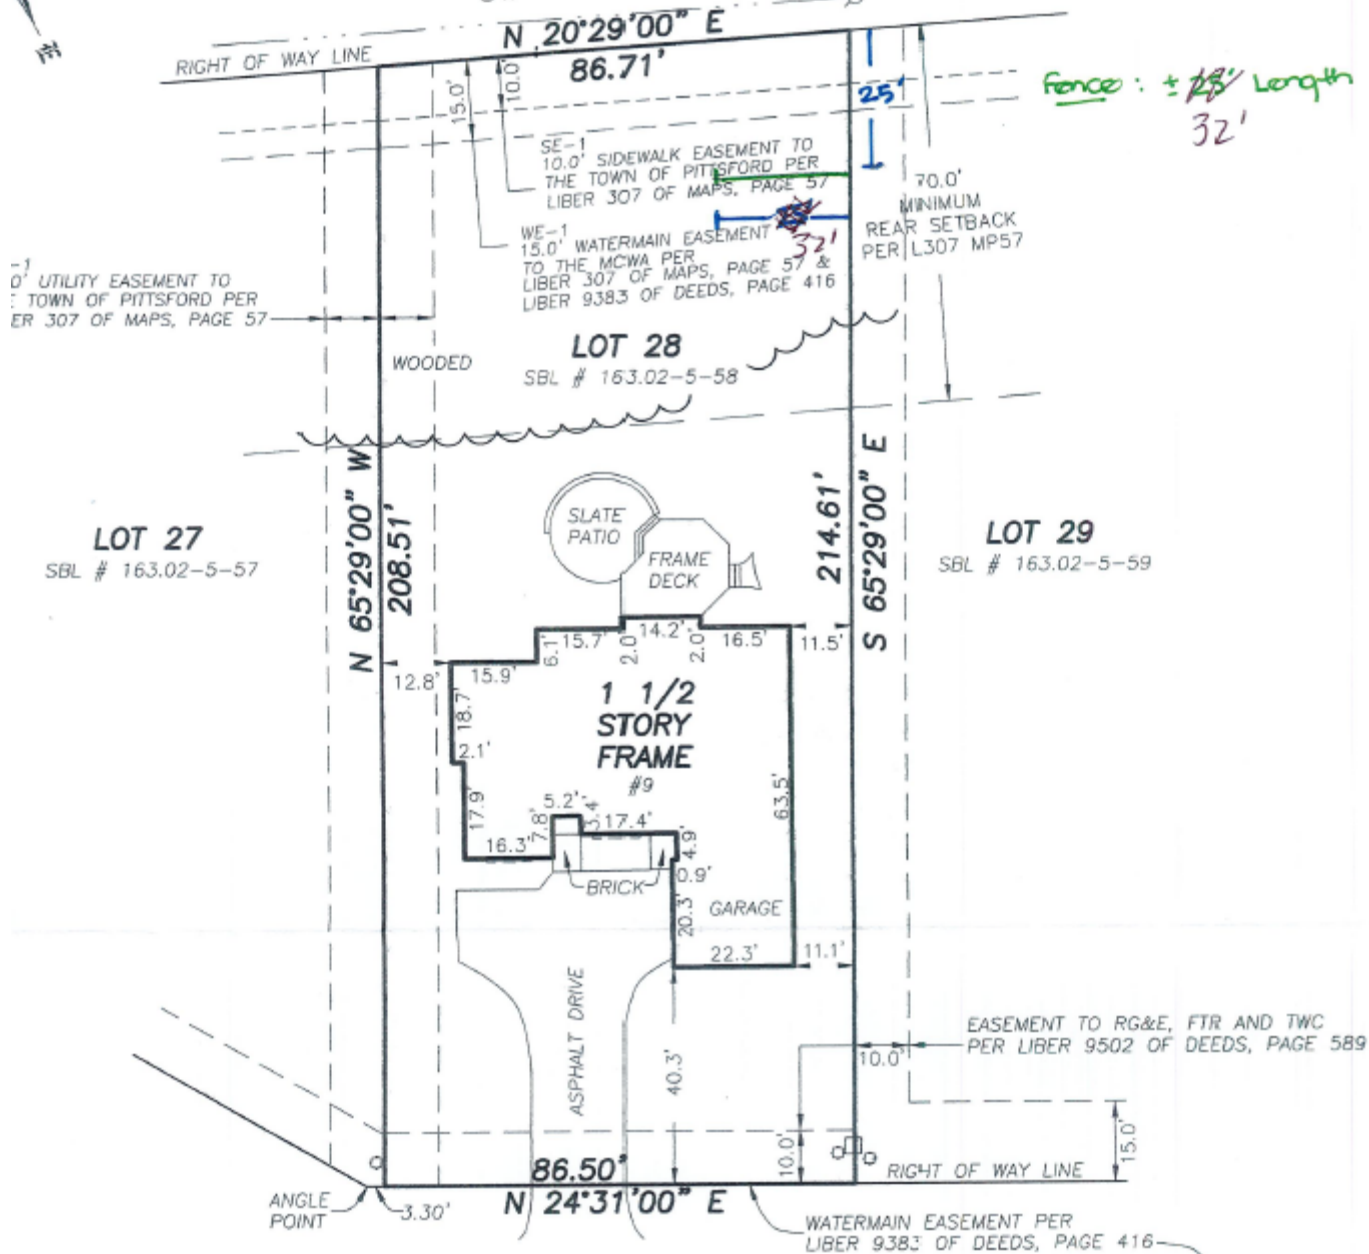 N 20°29'00" E
RIGHT OF WAY LINE
86.71'
15.0'
10.0'
25'
Fence: ± Length
32'
SE-1
10.0' SIDEWALK EASEMENT TO
THE TOWN OF PITTSFORD PER
LIBER 307 OF MAPS, PAGE 57
70.0'
MINIMUM
REAR SETBACK
PER L307 MP57
32'
WE-1
15.0' WATERMAIN EASEMENT
TO THE MCWA PER
LIBER 307 OF MAPS, PAGE 57 &
LIBER 9383 OF DEEDS, PAGE 416
-1
0' UTILITY EASEMENT TO
TOWN OF PITTSFORD PER
ER 307 OF MAPS, PAGE 57
WOODED
LOT 28
SBL # 163.02-5-58
N 65°29'00" W
208.51'
214.61'
S 65°29'00" E
LOT 27
SBL # 163.02-5-57
SLATE
PATIO
FRAME
DECK
LOT 29
SBL # 163.02-5-59
12.8'
15.9'
6.1'
15.7'
2.0'
14.2'
2.0'
16.5'
11.5'
18.7'
2.1'
17.9'
1 1/2
STORY
FRAME
#9
63.5'
16.3'
7.8'
5.2'
3.4'
17.4'
4.9'
0.9'
BRICK
20.3'
GARAGE
22.3'
11.1'
ASPHALT DRIVE
40.3'
EASEMENT TO RG&E, FTR AND TWC
PER LIBER 9502 OF DEEDS, PAGE 589
10.0'
10.0'
15.0'
RIGHT OF WAY LINE
86.50'
N 24°31'00" E
ANGLE
POINT
3.30'
WATERMAIN EASEMENT PER
LIBER 9383 OF DEEDS, PAGE 416